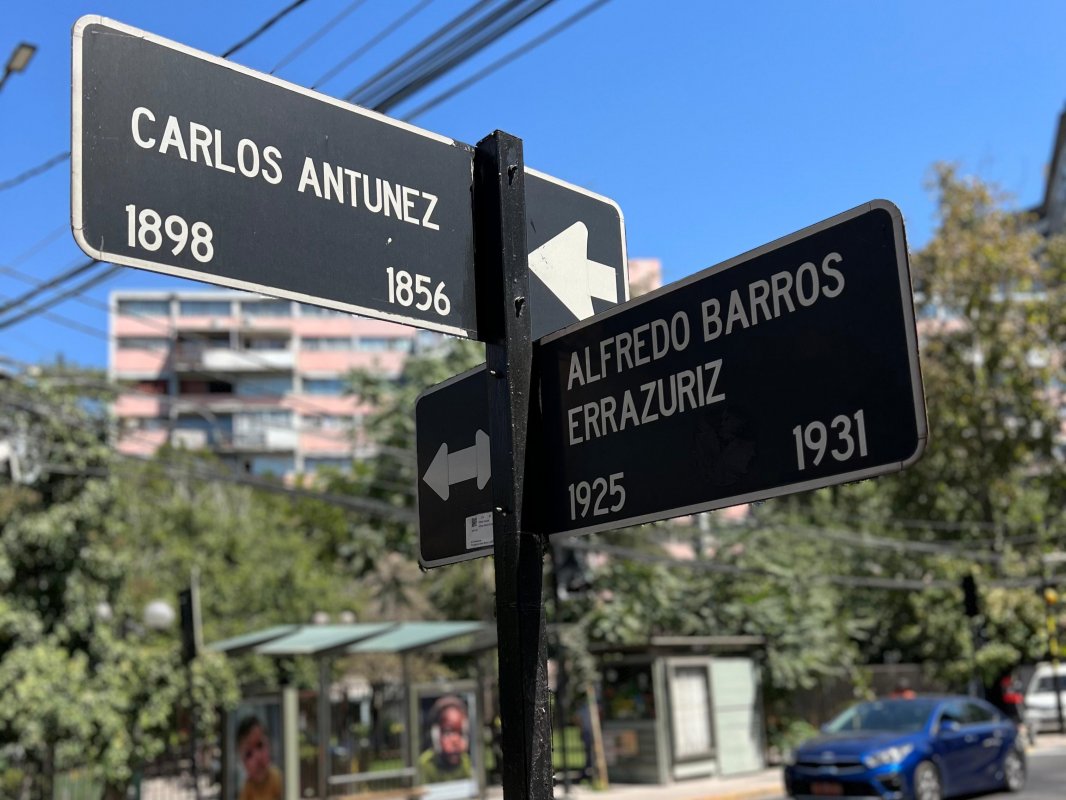 CARLOS ANTUNEZ
1898
1856
ALFREDO BARROS
ERRAZURIZ
1925
1931